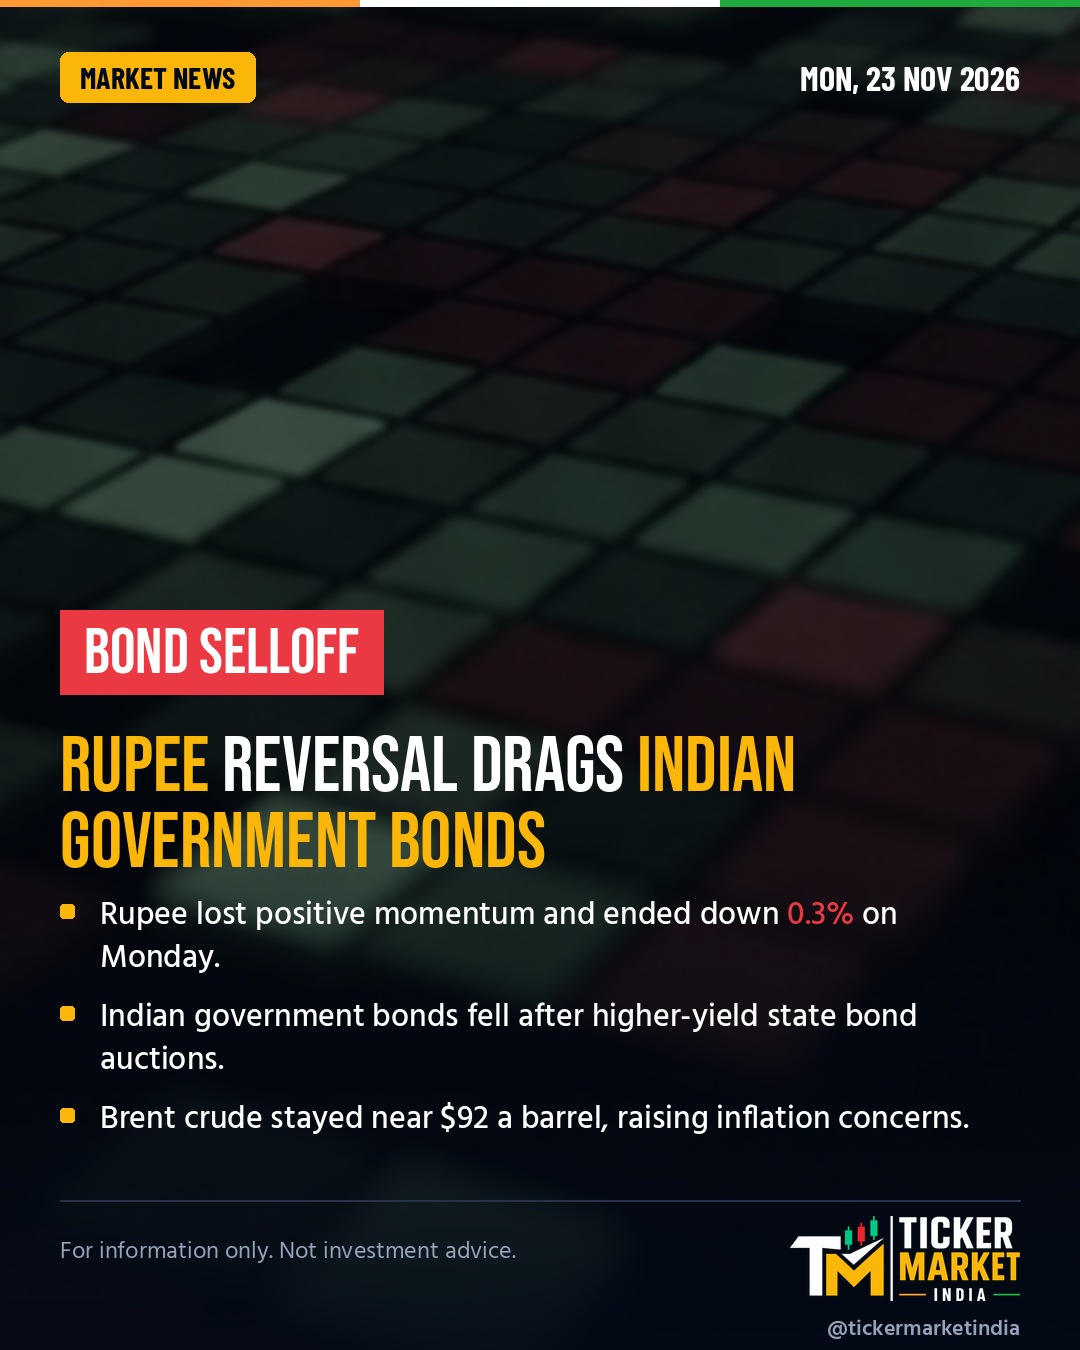 MARKET NEWS
MON, 23 NOV 2026
BOND SELLOFF
RUPEE REVERSAL DRAGS INDIAN
GOVERNMENT BONDS
Rupee lost positive momentum and ended down 0.3% on
Monday.
Indian government bonds fell after higher-yield state bond
auctions.
Brent crude stayed near $92 a barrel, raising inflation concerns.
For information only. Not investment advice.
TM
TICKER
MARKET
INDIA
@tickermarketindia